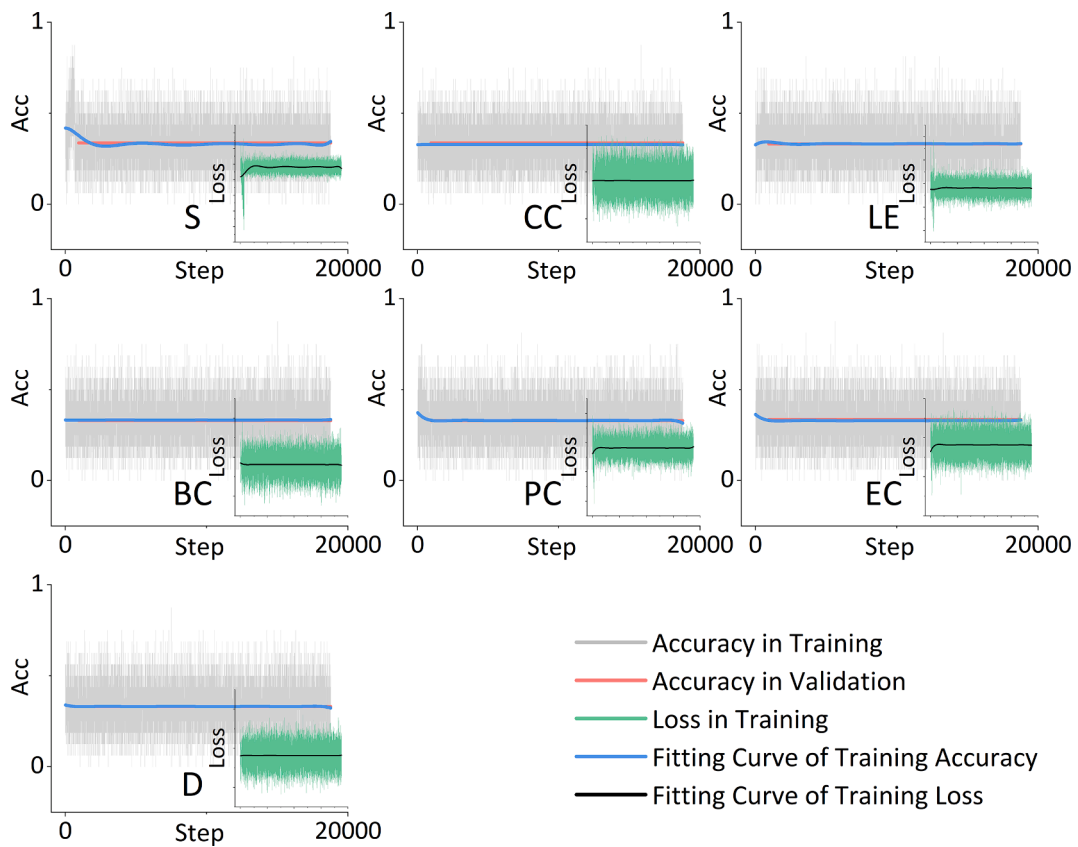 1
Acc
0
Loss
S
0
Step
20000
1
Acc
0
Loss
CC
0
Step
20000
1
Acc
0
Loss
LE
0
Step
20000
1
Acc
0
Loss
BC
0
Step
20000
1
Acc
0
Loss
PC
0
Step
20000
1
Acc
0
Loss
EC
0
Step
20000
1
Acc
0
Loss
D
0
Step
20000
Accuracy in Training
Accuracy in Validation
Loss in Training
Fitting Curve of Training Accuracy
Fitting Curve of Training Loss